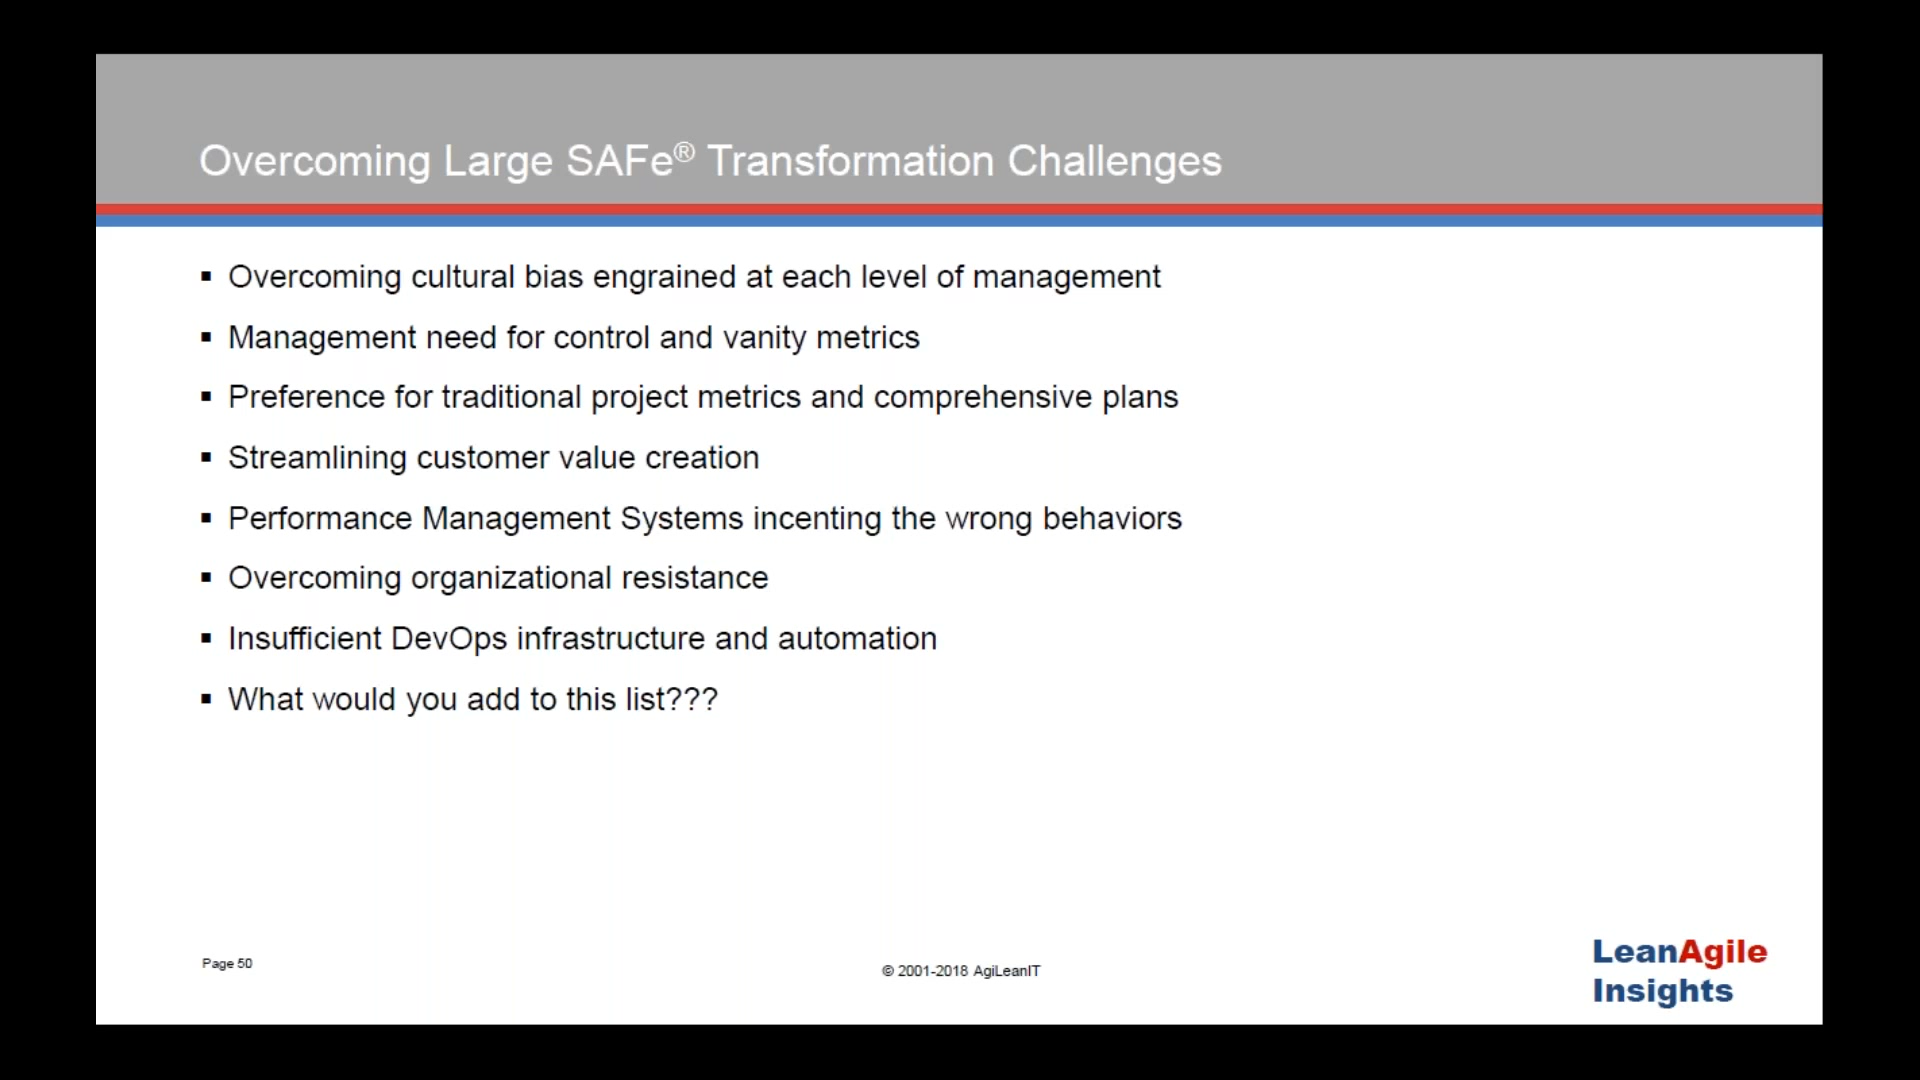 Overcoming Large SAFe® Transformation Challenges
▪ Overcoming cultural bias engrained at each level of management
▪ Management need for control and vanity metrics
▪ Preference for traditional project metrics and comprehensive plans
▪ Streamlining customer value creation
▪ Performance Management Systems incenting the wrong behaviors
▪ Overcoming organizational resistance
▪ Insufficient DevOps infrastructure and automation
▪ What would you add to this list???
Page 50
© 2001-2018 AgiLeanIT
LeanAgile
Insights